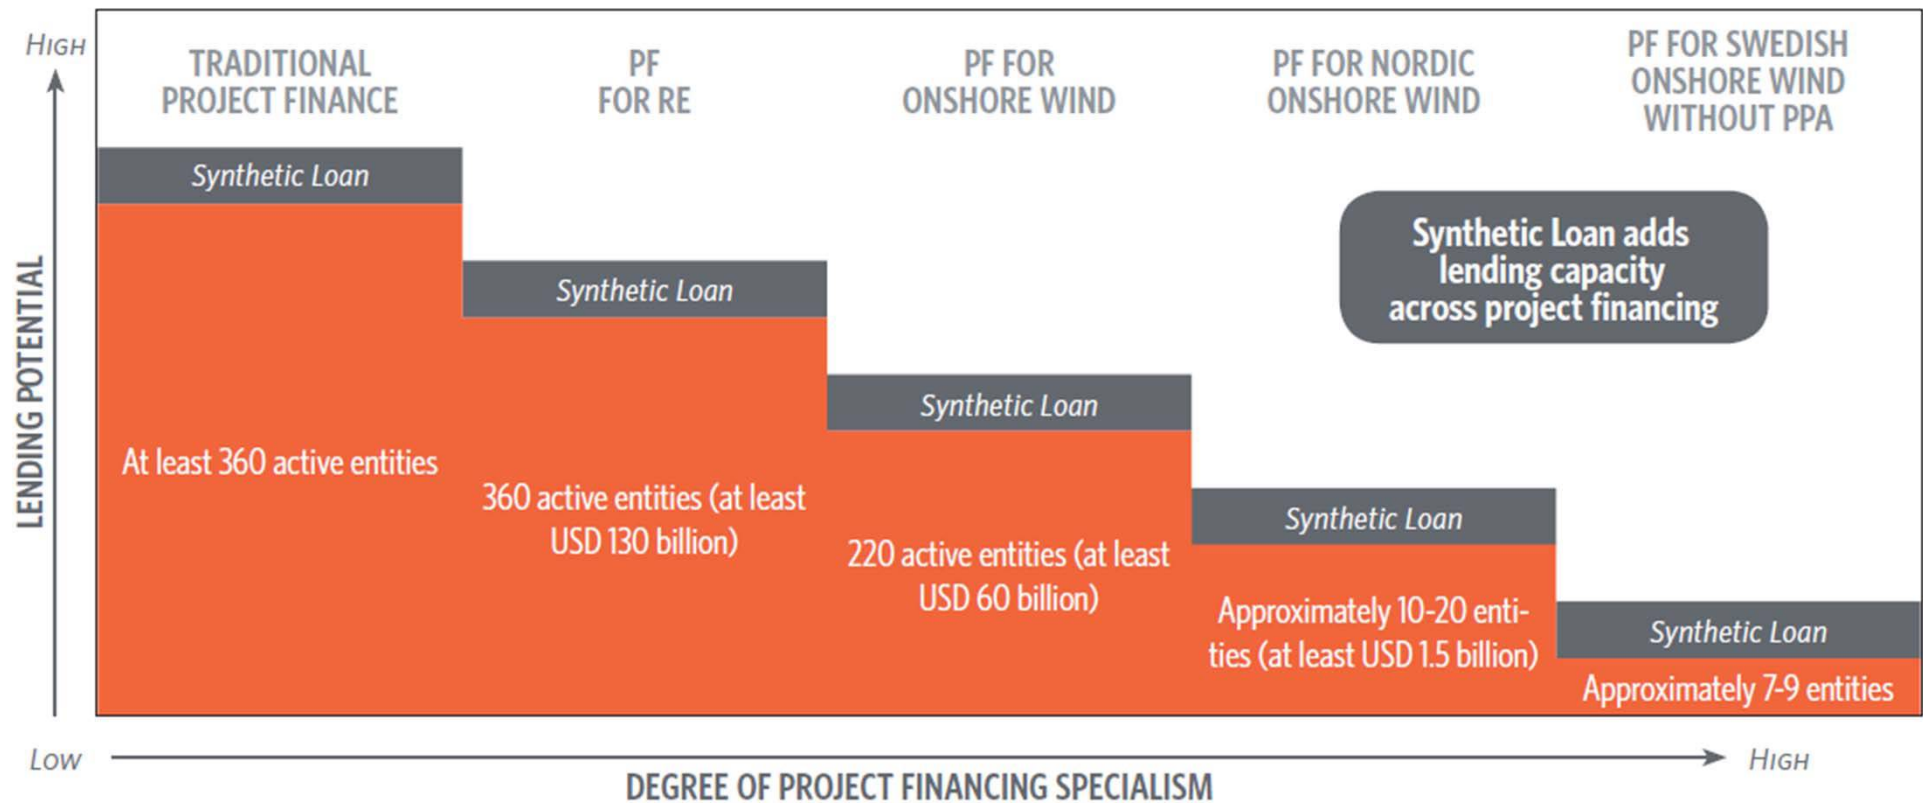 HIGH
TRADITIONAL
PROJECT FINANCE
PF
FOR RE
PF FOR
ONSHORE WIND
PF FOR NORDIC
ONSHORE WIND
PF FOR SWEDISH
ONSHORE WIND
WITHOUT PPA
Synthetic Loan
Synthetic Loan
Synthetic Loan
Synthetic Loan
Synthetic Loan
Synthetic Loan adds
lending capacity
across project financing
LENDING POTENTIAL
At least 360 active entities
360 active entities (at least
USD 130 billion)
220 active entities (at least
USD 60 billion)
Approximately 10-20 enti-
ties (at least USD 1.5 billion)
Approximately 7-9 entities
LOW
HIGH
DEGREE OF PROJECT FINANCING SPECIALISM